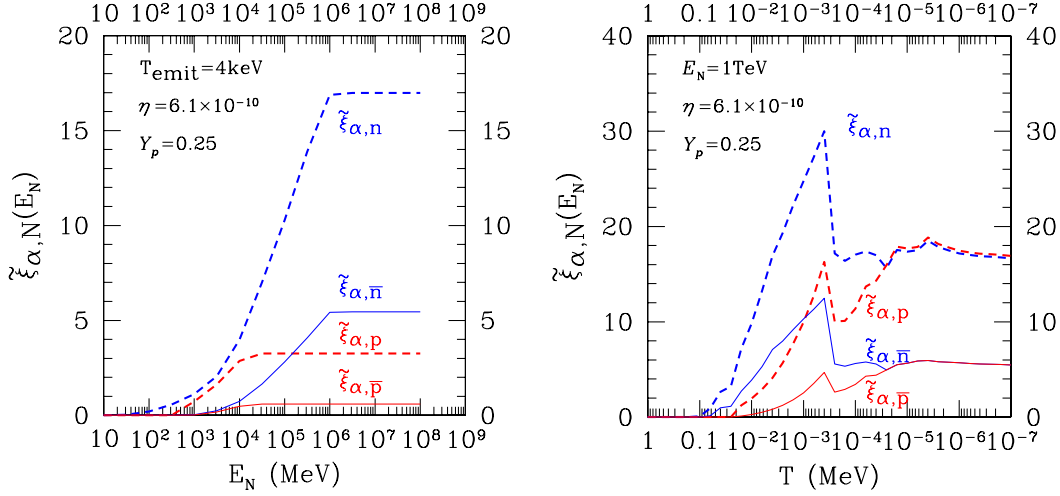 10 10² 10³ 10⁴ 10⁵ 10⁶ 10⁷ 10⁸ 10⁹
20 20
15 15
10 10
5 5
0 0
10 10² 10³ 10⁴ 10⁵ 10⁶ 10⁷ 10⁸ 10⁹
T_emit=4keV
η=6.1×10⁻¹⁰
Y_p=0.25
ξ̃_α,n
ξ̃_α,n̅
ξ̃_α,p
ξ̃_α,p̅
ξ̃_α,N(E_N)
E_N (MeV)
1 0.1 10⁻² 10⁻³ 10⁻⁴ 10⁻⁵ 10⁻⁶ 10⁻⁷
40 40
30 30
20 20
10 10
0 0
1 0.1 10⁻² 10⁻³ 10⁻⁴ 10⁻⁵ 10⁻⁶ 10⁻⁷
E_N=1TeV
η=6.1×10⁻¹⁰
Y_p=0.25
ξ̃_α,n
ξ̃_α,p
ξ̃_α,n̅
ξ̃_α,p̅
ξ̃_α,N(E_N)
T (MeV)